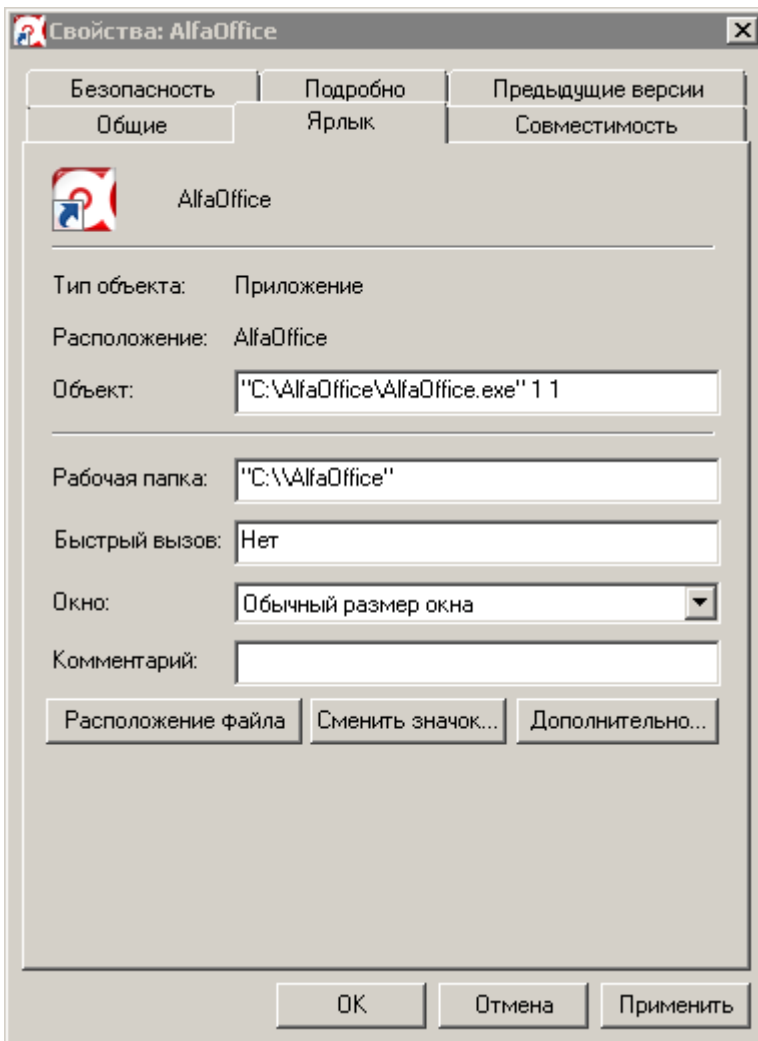 Свойства: AlfaOffice
Безопасность Подробно Предыдущие версии
Общие Ярлык Совместимость
AlfaOffice
Тип объекта: Приложение
Расположение: AlfaOffice
Объект: "C:\AlfaOffice\AlfaOffice.exe" 1 1
Рабочая папка: "C:\\AlfaOffice"
Быстрый вызов: Нет
Окно: Обычный размер окна
Комментарий:
Расположение файла Сменить значок... Дополнительно...
OK Отмена Применить